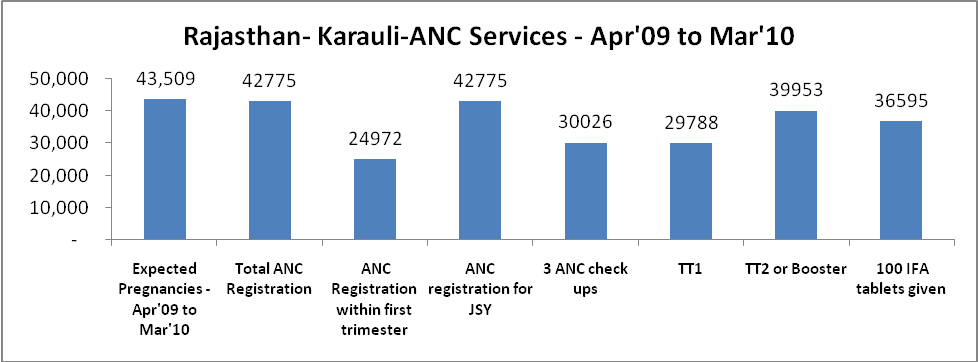 Rajasthan- Karauli-ANC Services - Apr'09 to Mar'10
50,000
40,000
30,000
20,000
10,000
-
43,509
42775
24972
42775
30026
29788
39953
36595
Expected
Pregnancies -
Apr'09 to
Mar'10
Total ANC
Registration
ANC
Registration
within first
trimester
ANC
registration for
JSY
3 ANC check
ups
TT1
TT2 or Booster
100 IFA
tablets given